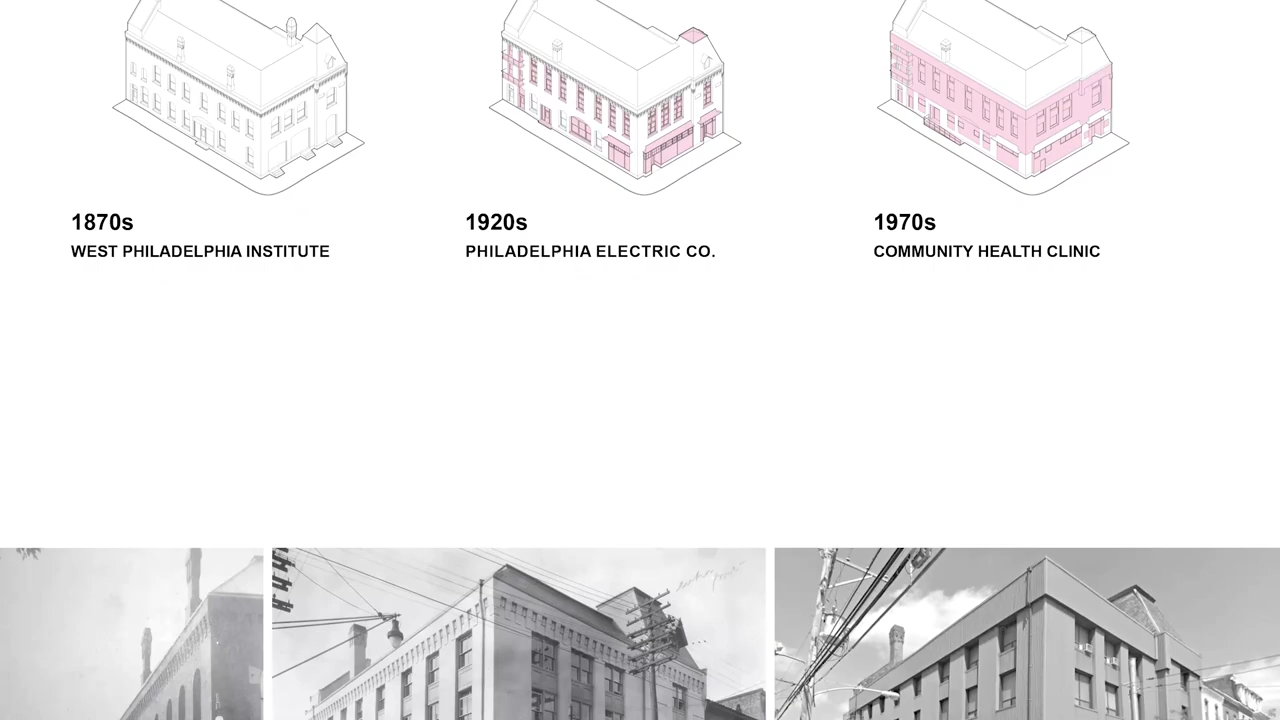 1870s
WEST PHILADELPHIA INSTITUTE
1920s
PHILADELPHIA ELECTRIC CO.
1970s
COMMUNITY HEALTH CLINIC